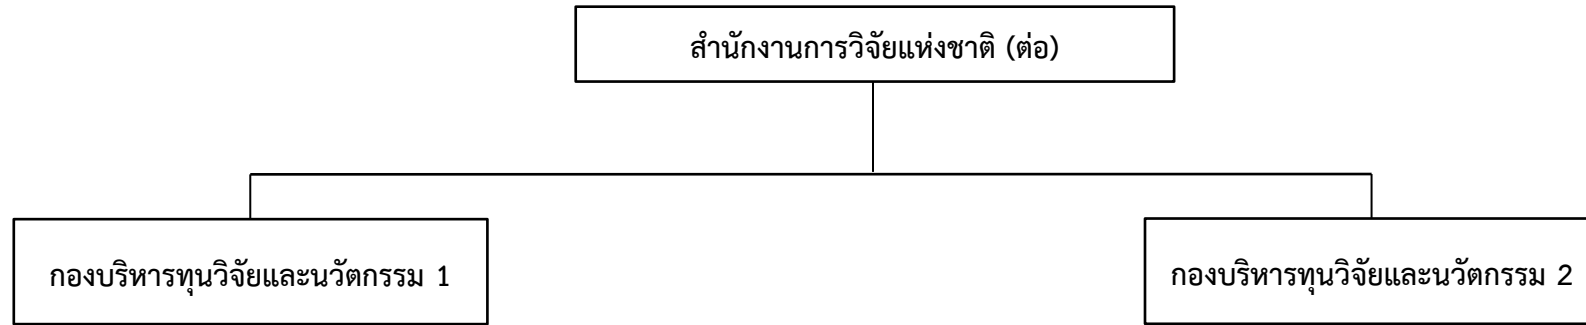 สำนักงานการวิจัยแห่งชาติ (ต่อ)
กองบริหารทุนวิจัยและนวัตกรรม 1
กองบริหารทุนวิจัยและนวัตกรรม 2